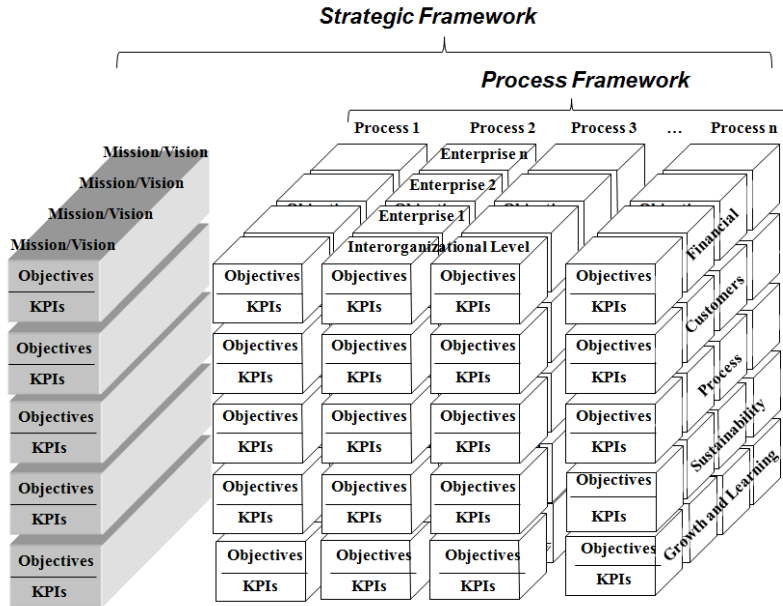 Strategic Framework
Process Framework
Process 1 Process 2 Process 3 … Process n
Mission/Vision
Mission/Vision
Mission/Vision
Mission/Vision
Enterprise n
Enterprise 2
Enterprise 1
Interorganizational Level
Financial
Customers
Process
Sustainability
Growth and Learning
Objectives Objectives Objectives Objectives Objectives
KPIs KPIs KPIs KPIs KPIs
Objectives Objectives Objectives Objectives Objectives
KPIs KPIs KPIs KPIs KPIs
Objectives Objectives Objectives Objectives Objectives
KPIs KPIs KPIs KPIs KPIs
Objectives Objectives Objectives Objectives Objectives
KPIs KPIs KPIs KPIs KPIs
Objectives Objectives Objectives Objectives Objectives
KPIs KPIs KPIs KPIs KPIs